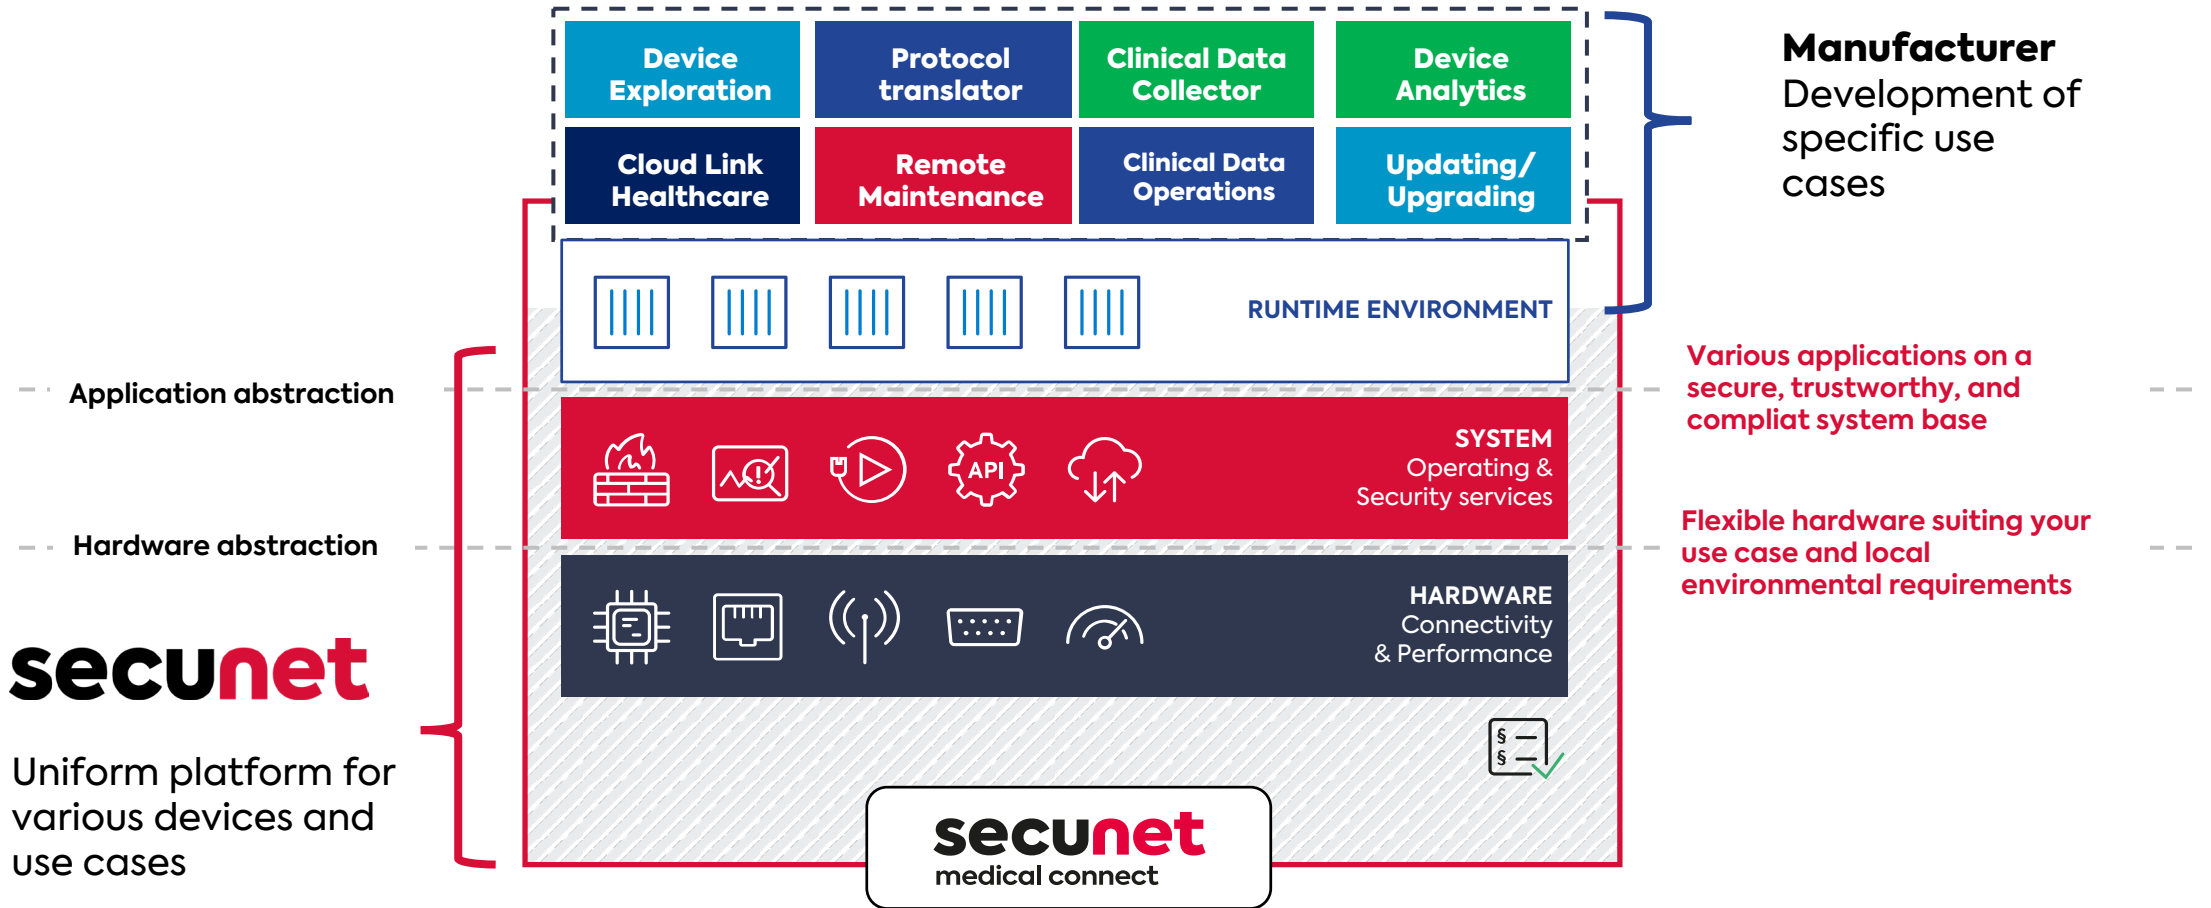 Device
Exploration
Protocol
translator
Clinical Data
Collector
Device
Analytics
Cloud Link
Healthcare
Remote
Maintenance
Clinical Data
Operations
Updating/
Upgrading
Manufacturer
Development of
specific use
cases
RUNTIME ENVIRONMENT
Application abstraction
Various applications on a
secure, trustworthy, and
compliat system base
API
SYSTEM
Operating &
Security services
Hardware abstraction
Flexible hardware suiting your
use case and local
environmental requirements
HARDWARE
Connectivity
& Performance
secunet
Uniform platform for
various devices and
use cases
§
§
secunet
medical connect